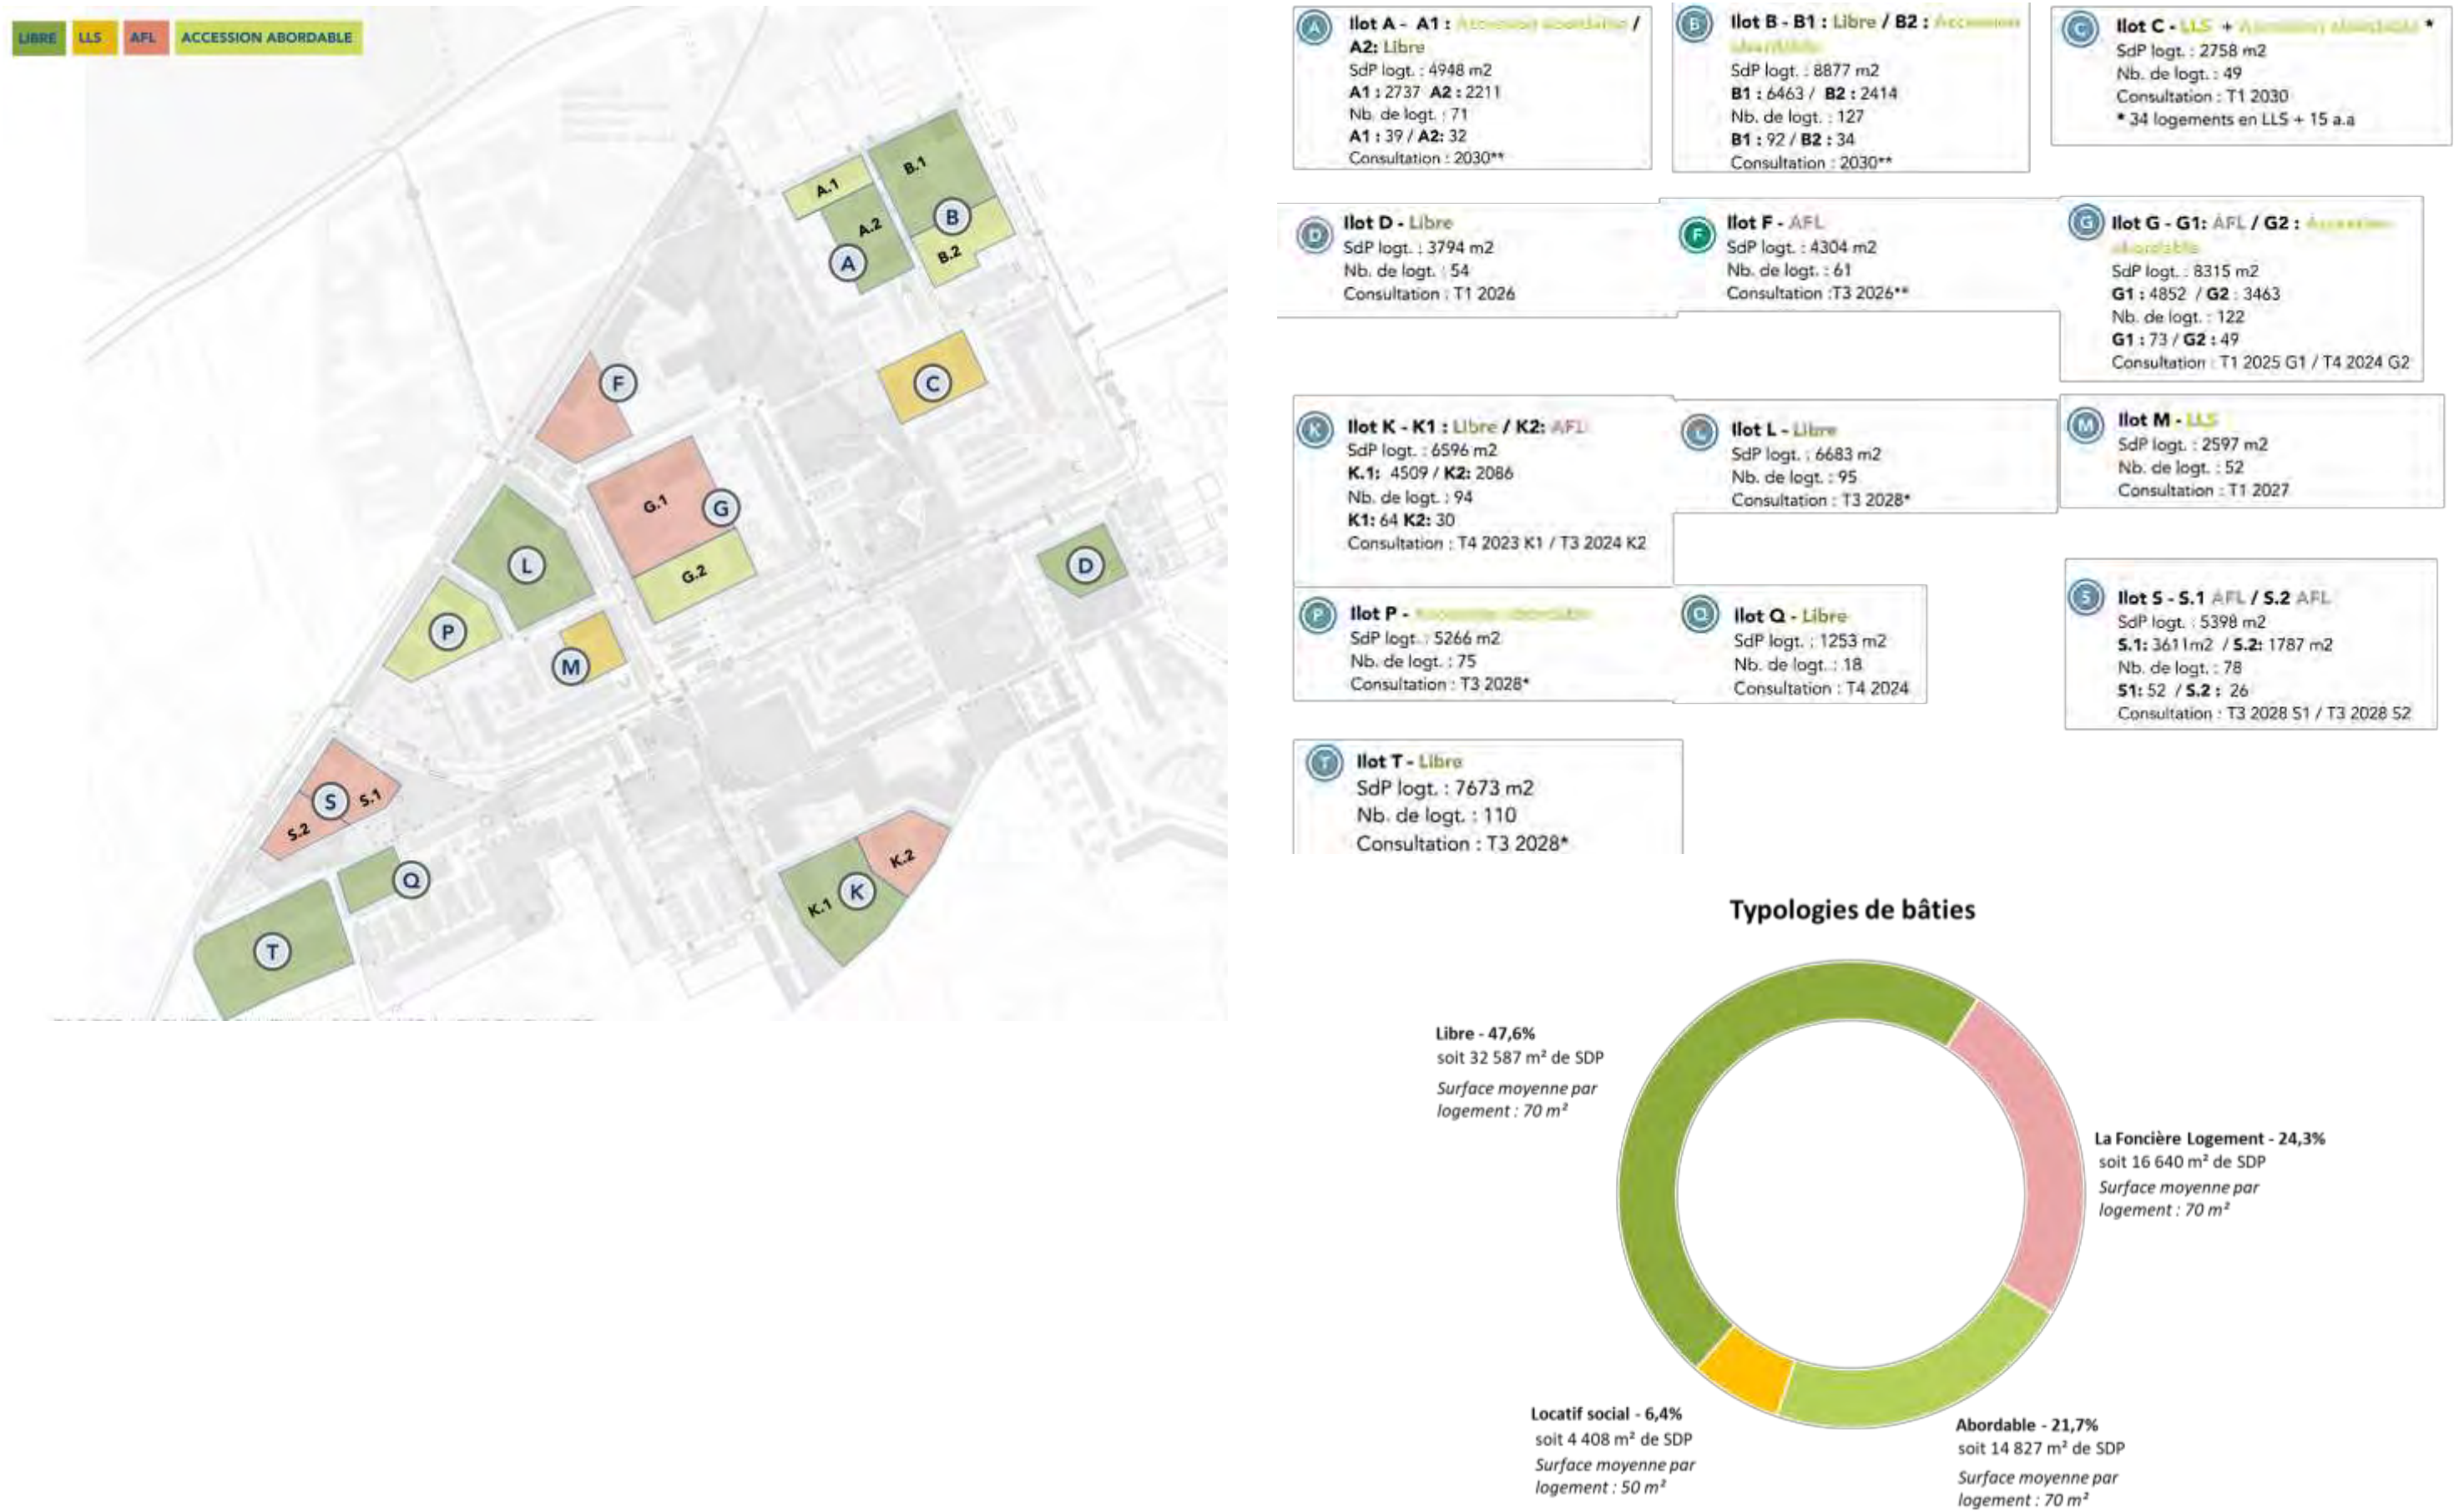 LIBRE LLS AFL ACCESSION ABORDABLE
A.1
B.1
A.2
B
B.2
A
F
C
G.1
G
L
D
G.2
P
M
S
S.1
S.2
Q
K.2
K
K.1
T
A
Ilot A - A1 : Accession abordable /
A2: Libre
SdP logt. : 4948 m2
A1 : 2737 A2 : 2211
Nb. de logt. : 71
A1 : 39 / A2: 32
Consultation : 2030**
B
Ilot B - B1 : Libre / B2 : Accession
abordable
SdP logt. : 8877 m2
B1 : 6463 / B2 : 2414
Nb. de logt. : 127
B1 : 92 / B2 : 34
Consultation : 2030**
C
Ilot C - LLS + Accession abordable *
SdP logt. : 2758 m2
Nb. de logt. : 49
Consultation : T1 2030
* 34 logements en LLS + 15 a.a
D
Ilot D - Libre
SdP logt. : 3794 m2
Nb. de logt. : 54
Consultation : T1 2026
F
Ilot F - AFL
SdP logt. : 4304 m2
Nb. de logt. : 61
Consultation :T3 2026**
G
Ilot G - G1: AFL / G2 : Accession
abordable
SdP logt. : 8315 m2
G1 : 4852 / G2 : 3463
Nb. de logt. : 122
G1 : 73 / G2 : 49
Consultation : T1 2025 G1 / T4 2024 G2
K
Ilot K - K1 : Libre / K2: AFL
SdP logt. : 6596 m2
K.1: 4509 / K2: 2086
Nb. de logt. : 94
K1: 64 K2: 30
Consultation : T4 2023 K1 / T3 2024 K2
L
Ilot L - Libre
SdP logt. : 6683 m2
Nb. de logt. : 95
Consultation : T3 2028*
M
Ilot M - LLS
SdP logt. : 2597 m2
Nb. de logt. : 52
Consultation : T1 2027
P
Ilot P - Accession abordable
SdP logt. : 5266 m2
Nb. de logt. : 75
Consultation : T3 2028*
Q
Ilot Q - Libre
SdP logt. : 1253 m2
Nb. de logt. : 18
Consultation : T4 2024
S
Ilot S - S.1 AFL / S.2 AFL
SdP logt. : 5398 m2
S.1: 3611m2 / S.2: 1787 m2
Nb. de logt. : 78
S1: 52 / S.2 : 26
Consultation : T3 2028 S1 / T3 2028 S2
T
Ilot T - Libre
SdP logt. : 7673 m2
Nb. de logt. : 110
Consultation : T3 2028*
Typologies de bâties
Libre - 47,6%
soit 32 587 m² de SDP
Surface moyenne par
logement : 70 m²
La Foncière Logement - 24,3%
soit 16 640 m² de SDP
Surface moyenne par
logement : 70 m²
Locatif social - 6,4%
soit 4 408 m² de SDP
Surface moyenne par
logement : 50 m²
Abordable - 21,7%
soit 14 827 m² de SDP
Surface moyenne par
logement : 70 m²